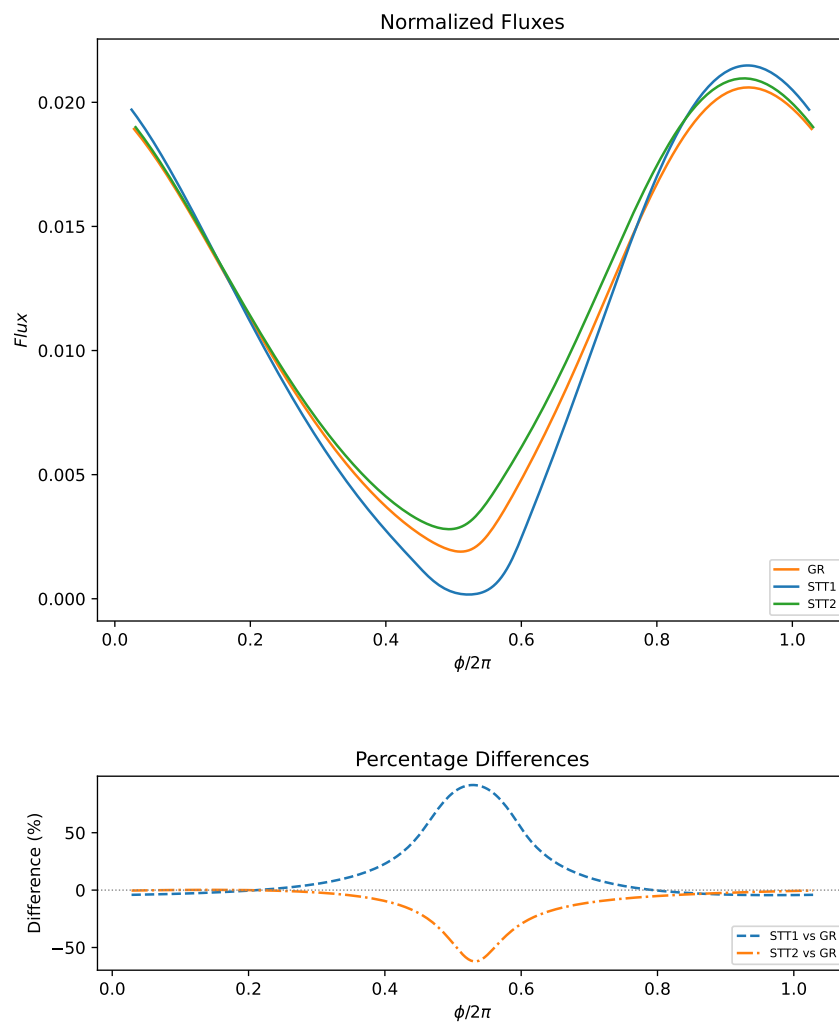 Normalized Fluxes
Flux
0.020
0.015
0.010
0.005
0.000
GR
STT1
STT2
0.0 0.2 0.4 0.6 0.8 1.0
ϕ/2π
Percentage Differences
Difference (%)
50
0
−50
STT1 vs GR
STT2 vs GR
0.0 0.2 0.4 0.6 0.8 1.0
ϕ/2π